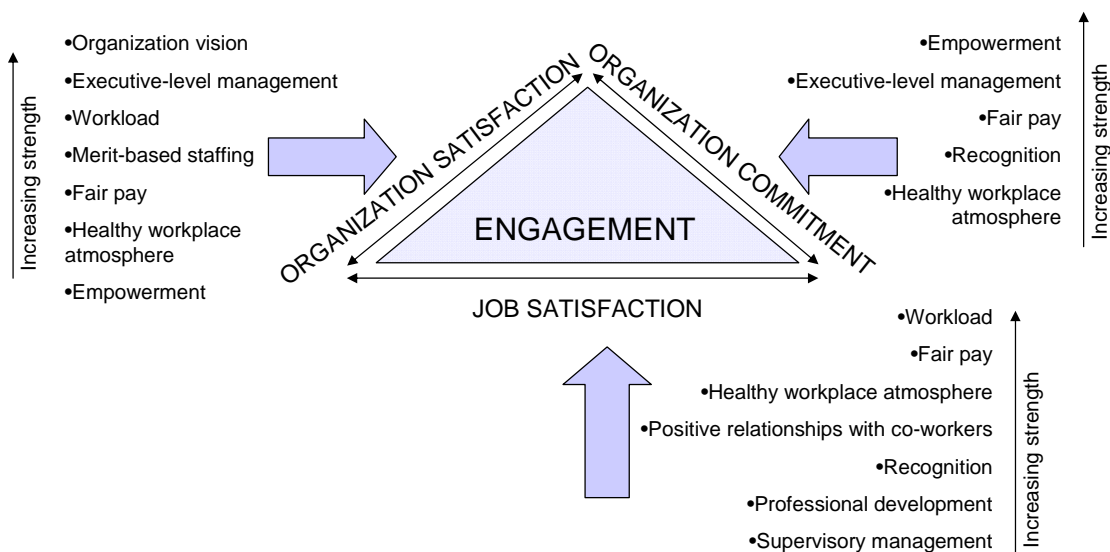 Increasing strength
•Organization vision
•Executive-level management
•Workload
•Merit-based staffing
•Fair pay
•Healthy workplace
atmosphere
•Empowerment
ORGANIZATION SATISFACTION
ORGANIZATION COMMITMENT
ENGAGEMENT
JOB SATISFACTION
•Empowerment
•Executive-level management
•Fair pay
•Recognition
•Healthy workplace
atmosphere
Increasing strength
•Workload
•Fair pay
•Healthy workplace atmosphere
•Positive relationships with co-workers
•Recognition
•Professional development
•Supervisory management
Increasing strength